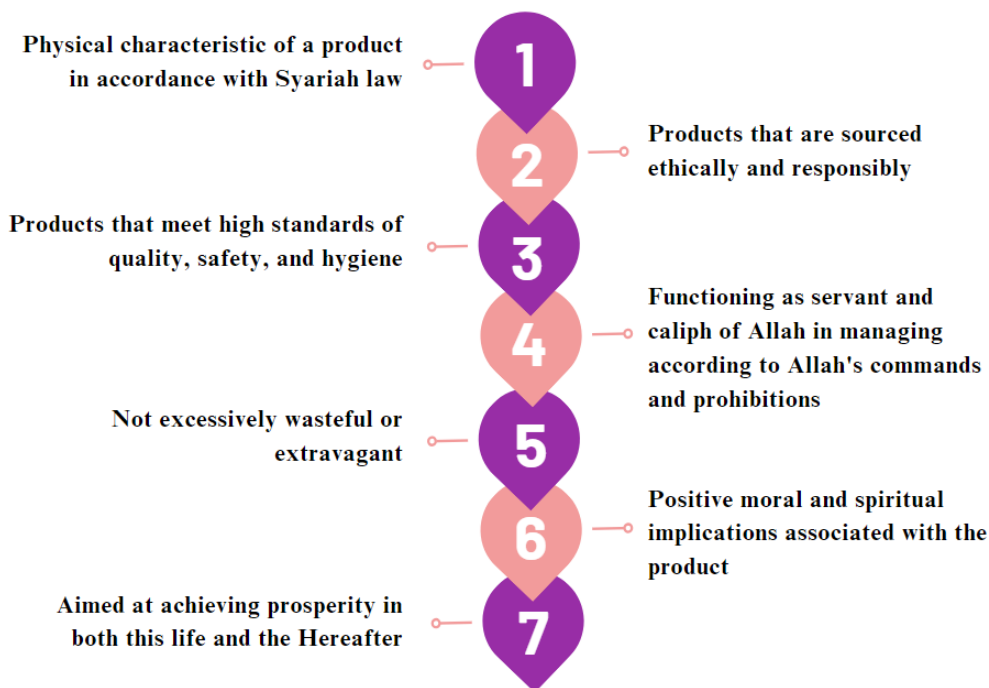 Physical characteristic of a product
in accordance with Syariah law
1
2
Products that are sourced
ethically and responsibly
Products that meet high standards of
quality, safety, and hygiene
3
4
Functioning as servant and
caliph of Allah in managing
according to Allah's commands
and prohibitions
Not excessively wasteful or
extravagant
5
6
Positive moral and spiritual
implications associated with the
product
Aimed at achieving prosperity in
both this life and the Hereafter
7